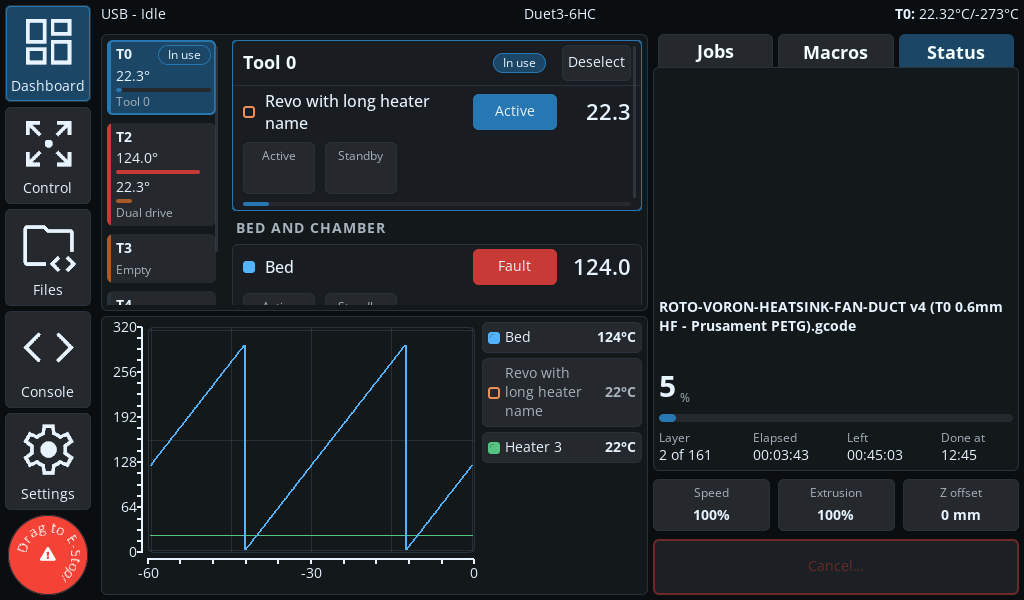 USB - Idle
Duet3-6HC
T0: 22.32°C/-273°C
Dashboard
Control
Files
Console
Settings
Drag to E-Stop!
T0
In use
22.3°
Tool 0
T2
124.0°
22.3°
Dual drive
T3
Empty
T4
Tool 0
In use
Deselect
Revo with long heater
name
Active
22.3
Active
Standby
BED AND CHAMBER
Bed
Fault
124.0
Active
Standby
320
256
192
128
64
0
-60
-30
0
Bed
124°C
Revo with
long heater
name
22°C
Heater 3
22°C
Jobs
Macros
Status
ROTO-VORON-HEATSINK-FAN-DUCT v4 (T0 0.6mm
HF - Prusament PETG).gcode
5 %
Layer
Elapsed
Left
Done at
2 of 161
00:03:43
00:45:03
12:45
Speed
100%
Extrusion
100%
Z offset
0 mm
Cancel...